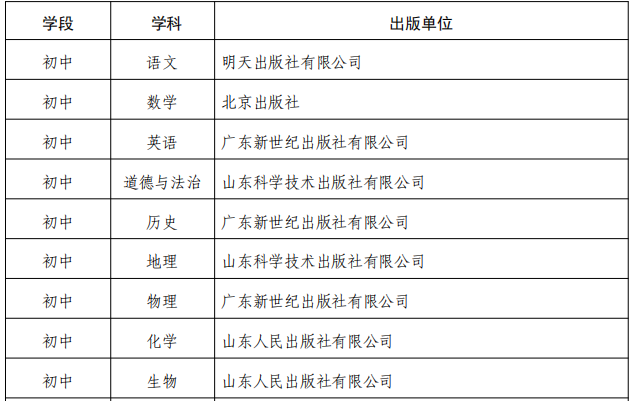 学段 学科 出版单位
初中 语文 明天出版社有限公司
初中 数学 北京出版社
初中 英语 广东新世纪出版社有限公司
初中 道德与法治 山东科学技术出版社有限公司
初中 历史 广东新世纪出版社有限公司
初中 地理 山东科学技术出版社有限公司
初中 物理 广东新世纪出版社有限公司
初中 化学 山东人民出版社有限公司
初中 生物 山东人民出版社有限公司